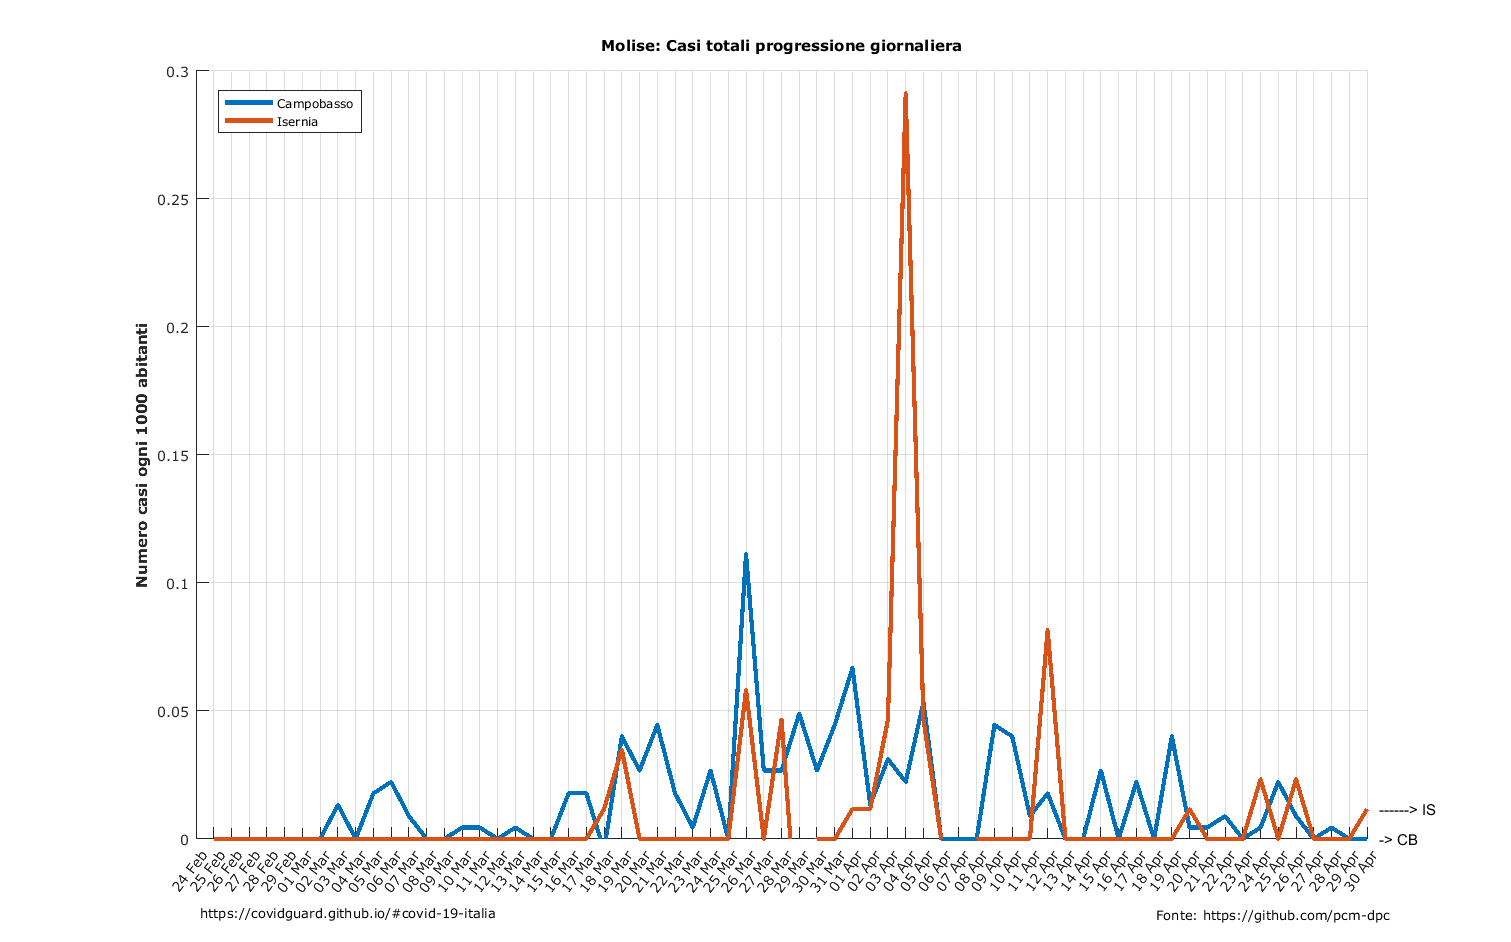 Molise: Casi totali progressione giornaliera
0.3
0.25
0.2
0.15
0.1
0.05
0
Numero casi ogni 1000 abitanti
Campobasso
Isernia
------> IS
-> CB
24 Feb
25 Feb
26 Feb
27 Feb
28 Feb
29 Feb
01 Mar
02 Mar
03 Mar
04 Mar
05 Mar
06 Mar
07 Mar
08 Mar
09 Mar
10 Mar
11 Mar
12 Mar
13 Mar
14 Mar
15 Mar
16 Mar
17 Mar
18 Mar
19 Mar
20 Mar
21 Mar
22 Mar
23 Mar
24 Mar
25 Mar
26 Mar
27 Mar
28 Mar
29 Mar
30 Mar
31 Mar
01 Apr
02 Apr
03 Apr
04 Apr
05 Apr
06 Apr
07 Apr
08 Apr
09 Apr
10 Apr
11 Apr
12 Apr
13 Apr
14 Apr
15 Apr
16 Apr
17 Apr
18 Apr
19 Apr
20 Apr
21 Apr
22 Apr
23 Apr
24 Apr
25 Apr
26 Apr
27 Apr
28 Apr
29 Apr
30 Apr
https://covidguard.github.io/#covid-19-italia
Fonte: https://github.com/pcm-dpc